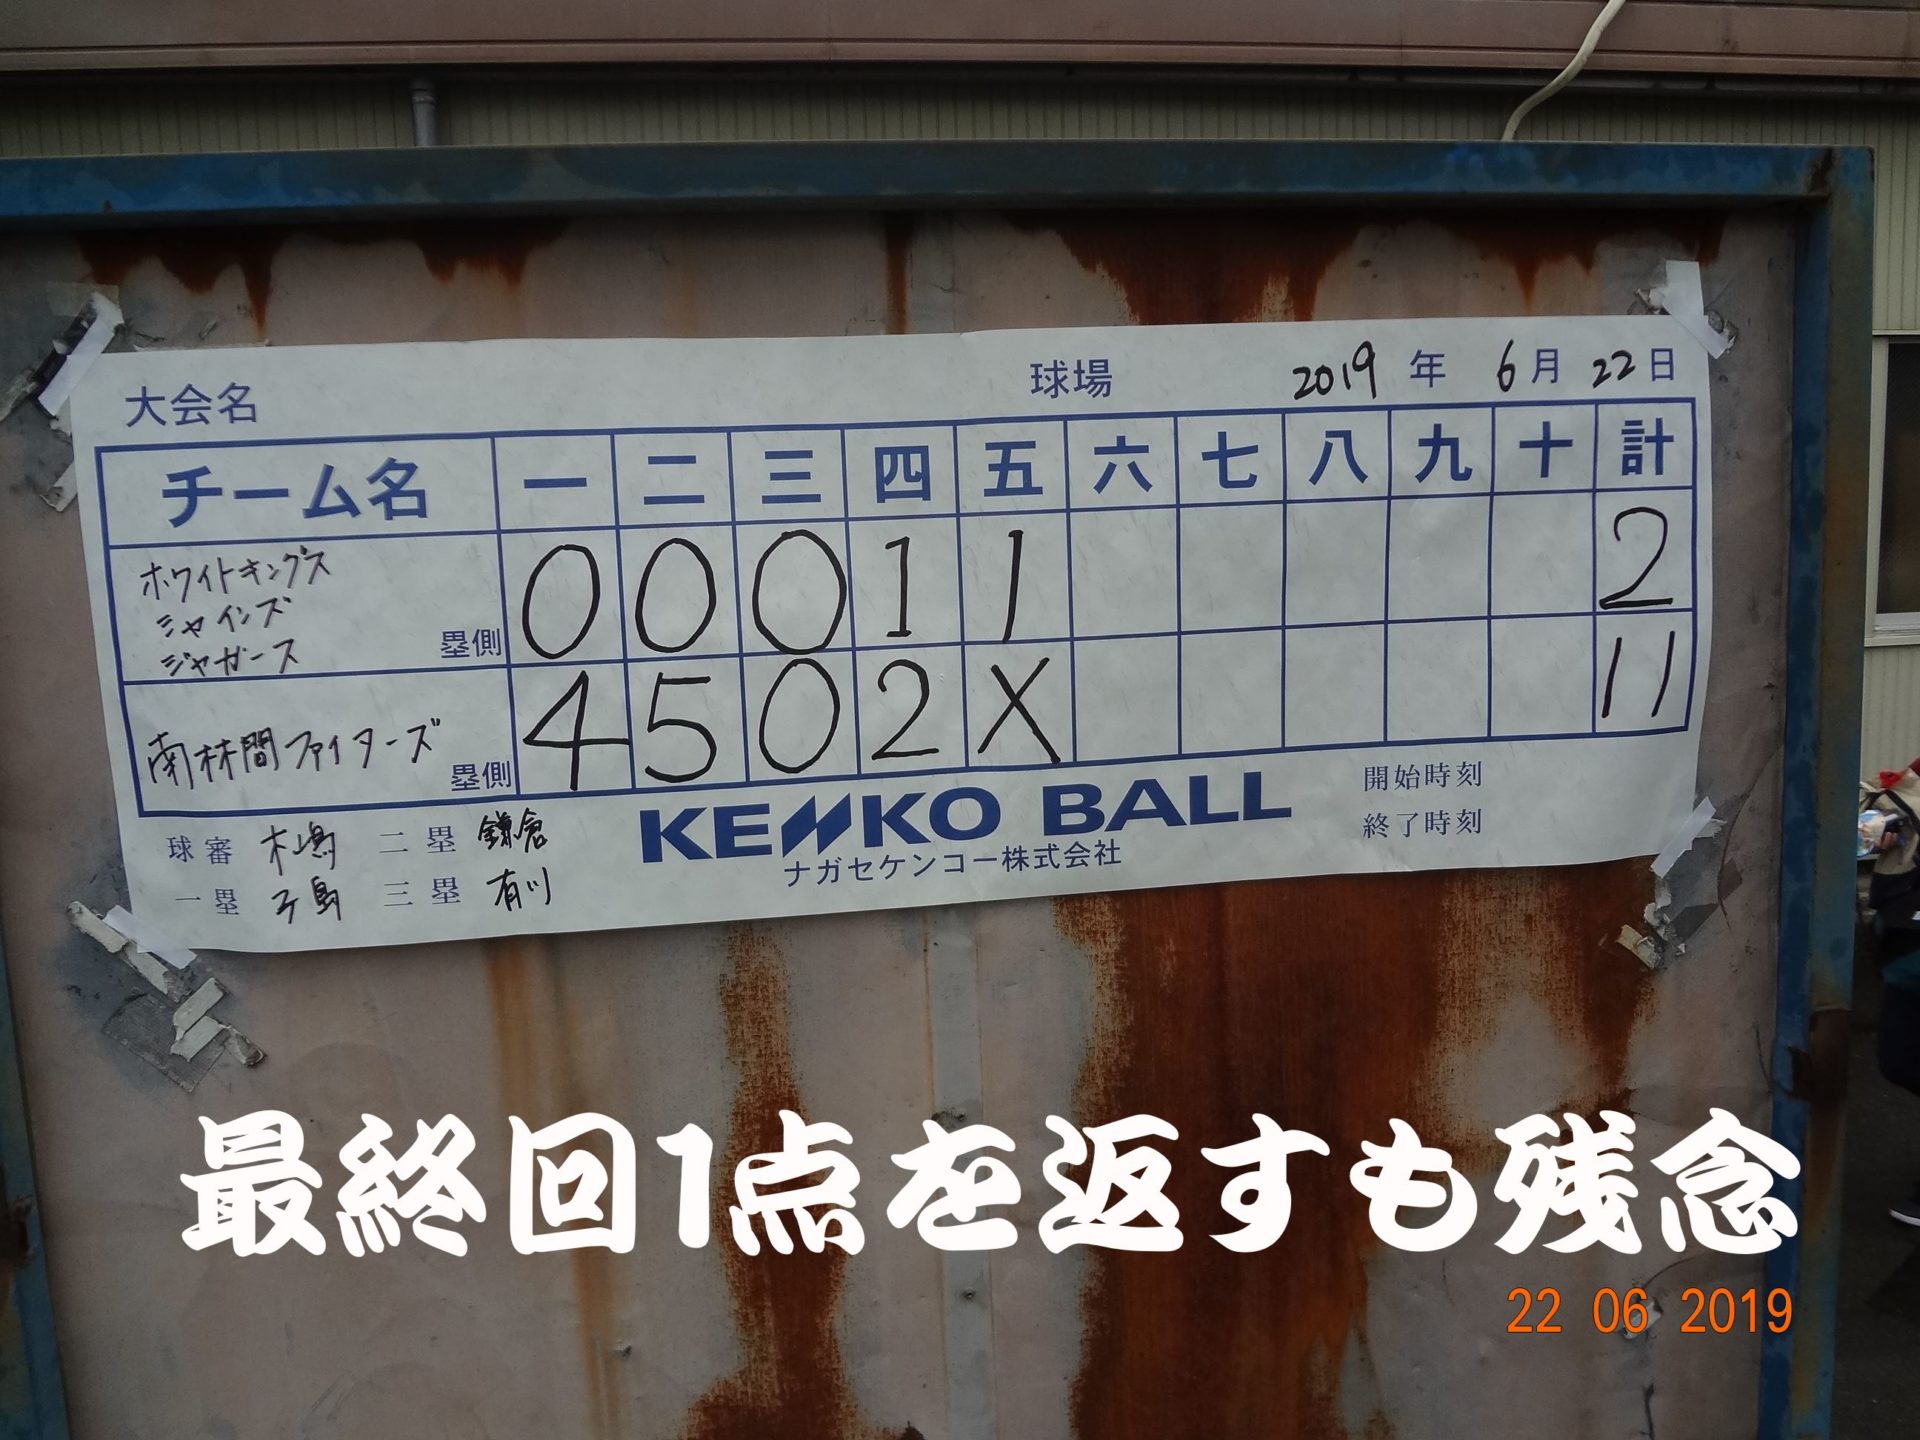 大会名 球場 2019 年 6 月 22 日
チーム名 一 二 三 四 五 六 七 八 九 十 計
ホワイトキングス
シャインズ
ジャガース
塁側 0 0 0 1 1 2
南林間ファイターズ 塁側 4 5 0 2 X 11
球審 木嶋 二塁 鎌倉
一塁 子島 三塁 有川
KENKO BALL
ナガセケンコー株式会社
開始時刻
終了時刻
最終回1点を返すも残念
22 06 2019